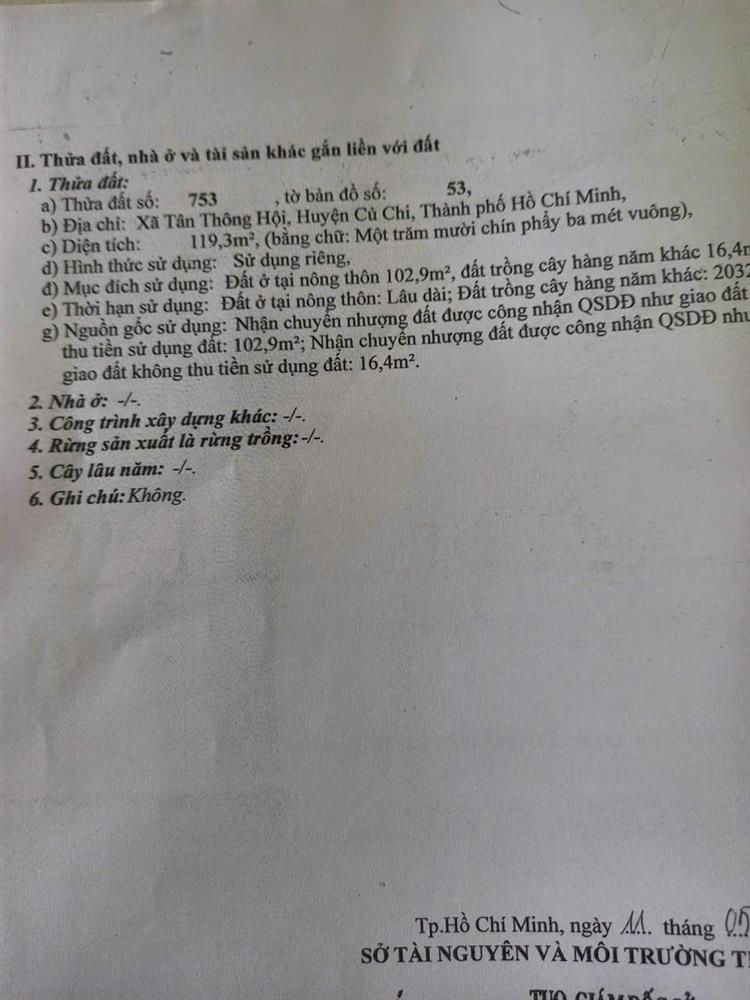 II. Thửa đất, nhà ở và tài sản khác gắn liền với đất
1. Thửa đất:
a) Thửa đất số: 753 , tờ bản đồ số: 53,
b) Địa chỉ: Xã Tân Thông Hội, Huyện Củ Chi, Thành phố Hồ Chí Minh,
c) Diện tích: 119,3m², (bằng chữ: Một trăm mười chín phẩy ba mét vuông),
d) Hình thức sử dụng: Sử dụng riêng,
đ) Mục đích sử dụng: Đất ở tại nông thôn 102,9m², đất trồng cây hàng năm khác 16,4m
e) Thời hạn sử dụng: Đất ở tại nông thôn: Lâu dài; Đất trồng cây hàng năm khác: 2037
g) Nguồn gốc sử dụng: Nhận chuyển nhượng đất được công nhận QSDĐ như giao đất
thu tiền sử dụng đất: 102,9m²; Nhận chuyển nhượng đất được công nhận QSDĐ như
giao đất không thu tiền sử dụng đất: 16,4m².
2. Nhà ở: -/-.
3. Công trình xây dựng khác: -/-.
4. Rừng sản xuất là rừng trồng: -/-.
5. Cây lâu năm: -/-.
6. Ghi chú: Không.
Tp.Hồ Chí Minh, ngày 11. tháng 05
SỞ TÀI NGUYÊN VÀ MÔI TRƯỜNG
TUQ. GIÁM ĐỐC